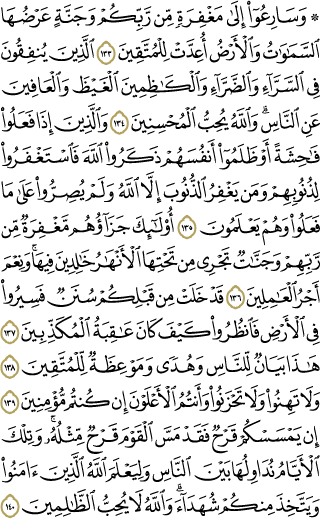 ۞ وَسَارِعُوٓاْ إِلَىٰ مَغۡفِرَةٖ مِّن رَّبِّكُمۡ وَجَنَّةٍ عَرۡضُهَا
ٱلسَّمَٰوَٰتُ وَٱلۡأَرۡضُ أُعِدَّتۡ لِلۡمُتَّقِينَ ١٣٣ ٱلَّذِينَ يُنفِقُونَ
فِي ٱلسَّرَّآءِ وَٱلضَّرَّآءِ وَٱلۡكَٰظِمِينَ ٱلۡغَيۡظَ وَٱلۡعَافِينَ
عَنِ ٱلنَّاسِۗ وَٱللَّهُ يُحِبُّ ٱلۡمُحۡسِنِينَ ١٣٤ وَٱلَّذِينَ إِذَا فَعَلُواْ
فَٰحِشَةً أَوۡ ظَلَمُوٓاْ أَنفُسَهُمۡ ذَكَرُواْ ٱللَّهَ فَٱسۡتَغۡفَرُواْ
لِذُنُوبِهِمۡ وَمَن يَغۡفِرُ ٱلذُّنُوبَ إِلَّا ٱللَّهُ وَلَمۡ يُصِرُّواْ عَلَىٰ مَا
فَعَلُواْ وَهُمۡ يَعۡلَمُونَ ١٣٥ أُوْلَٰٓئِكَ جَزَآؤُهُم مَّغۡفِرَةٞ مِّن
رَّبِّهِمۡ وَجَنَّٰتٞ تَجۡرِي مِن تَحۡتِهَا ٱلۡأَنۡهَٰرُ خَٰلِدِينَ فِيهَاۚ وَنِعۡمَ
أَجۡرُ ٱلۡعَٰمِلِينَ ١٣٦ قَدۡ خَلَتۡ مِن قَبۡلِكُمۡ سُنَنٞ فَسِيرُواْ
فِي ٱلۡأَرۡضِ فَٱنظُرُواْ كَيۡفَ كَانَ عَٰقِبَةُ ٱلۡمُكَذِّبِينَ ١٣٧
هَٰذَا بَيَانٞ لِّلنَّاسِ وَهُدٗى وَمَوۡعِظَةٞ لِّلۡمُتَّقِينَ ١٣٨
وَلَا تَهِنُواْ وَلَا تَحۡزَنُواْ وَأَنتُمُ ٱلۡأَعۡلَوۡنَ إِن كُنتُم مُّؤۡمِنِينَ ١٣٩
إِن يَمۡسَسۡكُمۡ قَرۡحٞ فَقَدۡ مَسَّ ٱلۡقَوۡمَ قَرۡحٞ مِّثۡلُهُۥۚ وَتِلۡكَ
ٱلۡأَيَّامُ نُدَاوِلُهَا بَيۡنَ ٱلنَّاسِ وَلِيَعۡلَمَ ٱللَّهُ ٱلَّذِينَ ءَامَنُواْ
وَيَتَّخِذَ مِنكُمۡ شُهَدَآءَۗ وَٱللَّهُ لَا يُحِبُّ ٱلظَّٰلِمِينَ ١٤٠